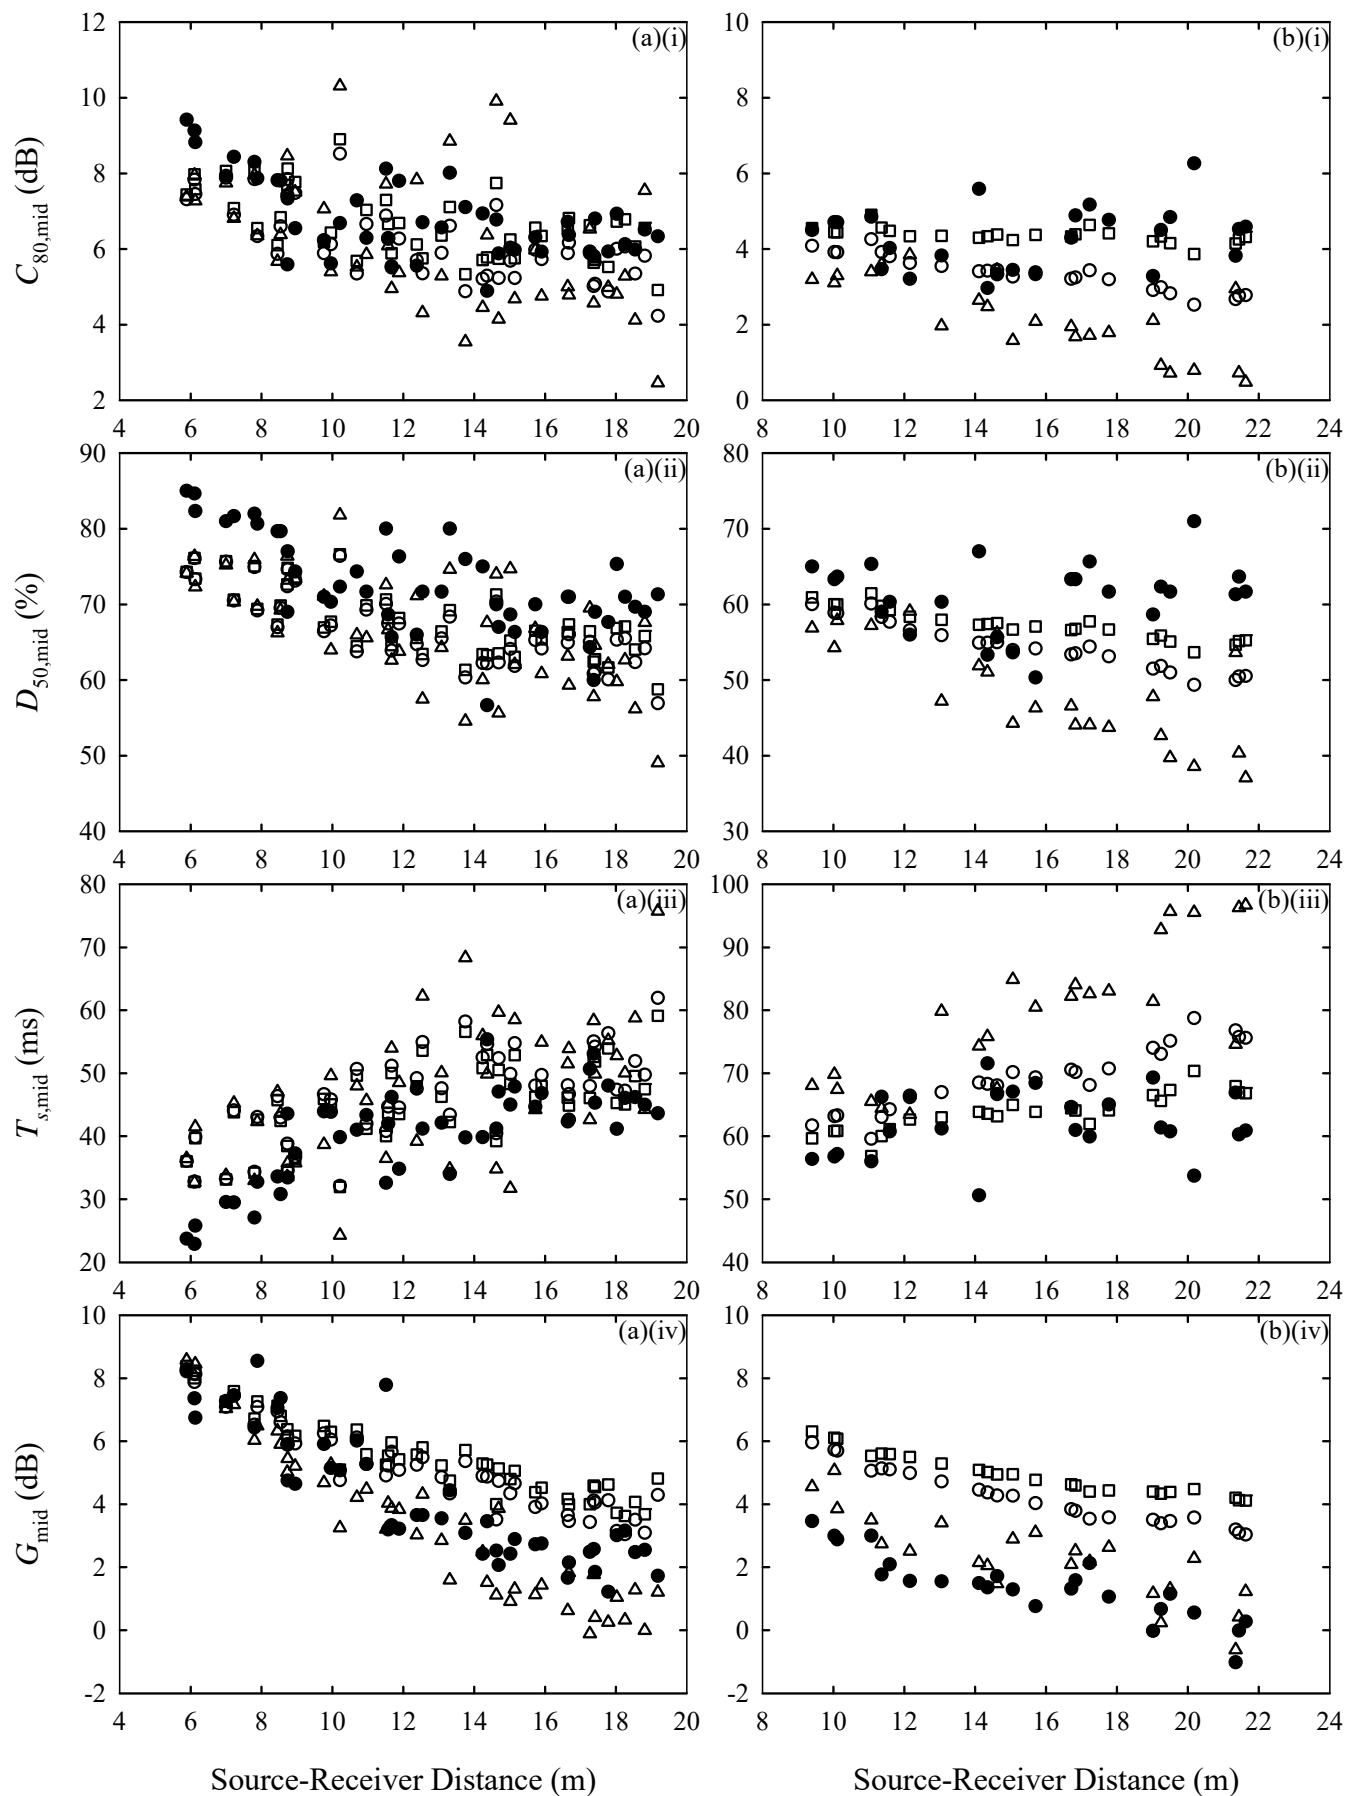 12
10
8
6
4
2
C80,mid (dB)
(a)(i)
4 6 8 10 12 14 16 18 20
10
8
6
4
2
0
(b)(i)
8 10 12 14 16 18 20 22 24
90
80
70
60
50
40
D50,mid (%)
(a)(ii)
4 6 8 10 12 14 16 18 20
80
70
60
50
40
30
(b)(ii)
8 10 12 14 16 18 20 22 24
80
70
60
50
40
30
20
Ts,mid (ms)
(a)(iii)
4 6 8 10 12 14 16 18 20
100
90
80
70
60
50
40
(b)(iii)
8 10 12 14 16 18 20 22 24
10
8
6
4
2
0
-2
Gmid (dB)
(a)(iv)
4 6 8 10 12 14 16 18 20
Source-Receiver Distance (m)
10
8
6
4
2
0
-2
(b)(iv)
8 10 12 14 16 18 20 22 24
Source-Receiver Distance (m)